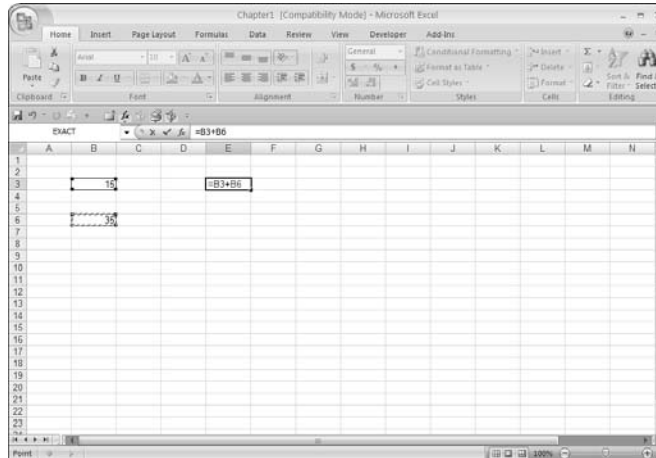 Chapter1 [Compatibility Mode] - Microsoft Excel
Home Insert Page Layout Formulas Data Review View Developer Add-Ins
Arial 10 A A General Conditional Formatting Insert Σ
Paste B I U A $ % , Format as Table Delete Sort & Filter Find & Select
Cell Styles Format
Clipboard Font Alignment Number Styles Cells Editing
EXACT fx =B3+B6
A B C D E F G H I J K L M N
1
2
3 15 =B3+B6
4
5
6 35
7
8
9
10
11
12
13
14
15
16
17
18
19
20
21
22
23
Point 100%